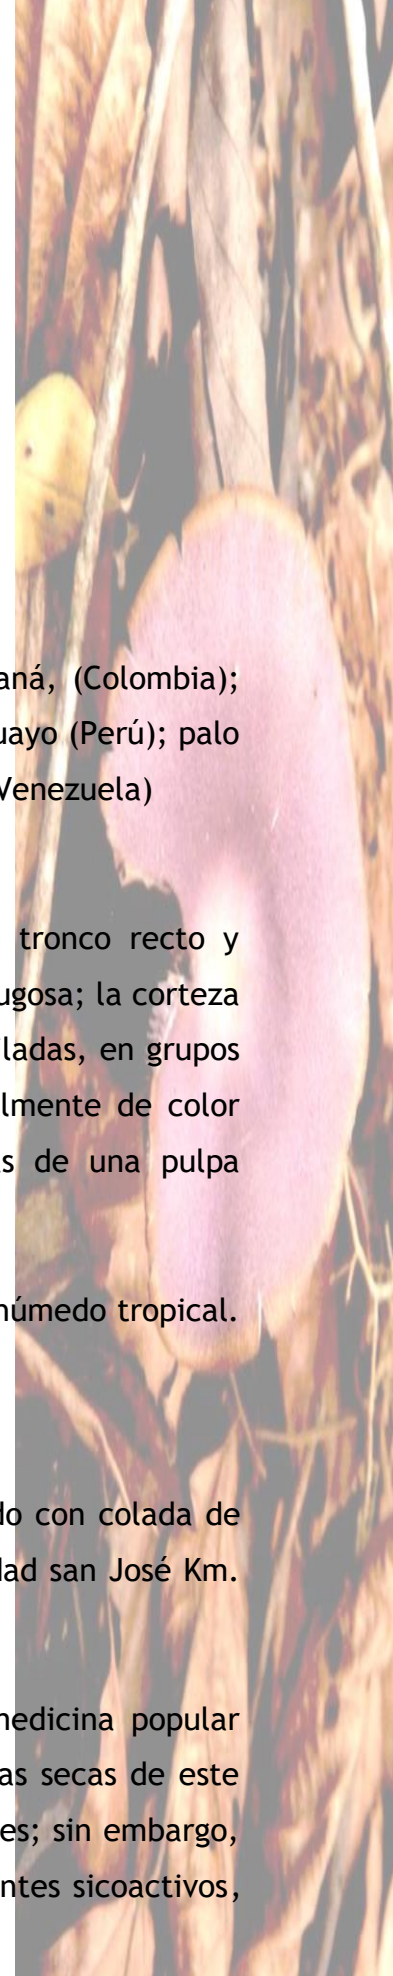 aná, (Colombia);
uayo (Perú); palo
Venezuela)
tronco recto y
ugosa; la corteza
ladas, en grupos
lmente de color
s de una pulpa
húmedo tropical.
do con colada de
dad san José Km.
medicina popular
as secas de este
es; sin embargo,
ntes sicoactivos,